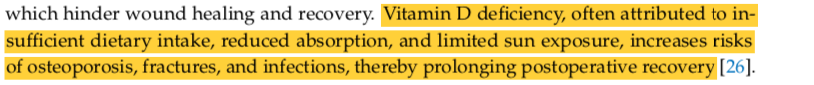 which hinder wound healing and recovery. Vitamin D deficiency, often attributed to in-
sufficient dietary intake, reduced absorption, and limited sun exposure, increases risks
of osteoporosis, fractures, and infections, thereby prolonging postoperative recovery [26].